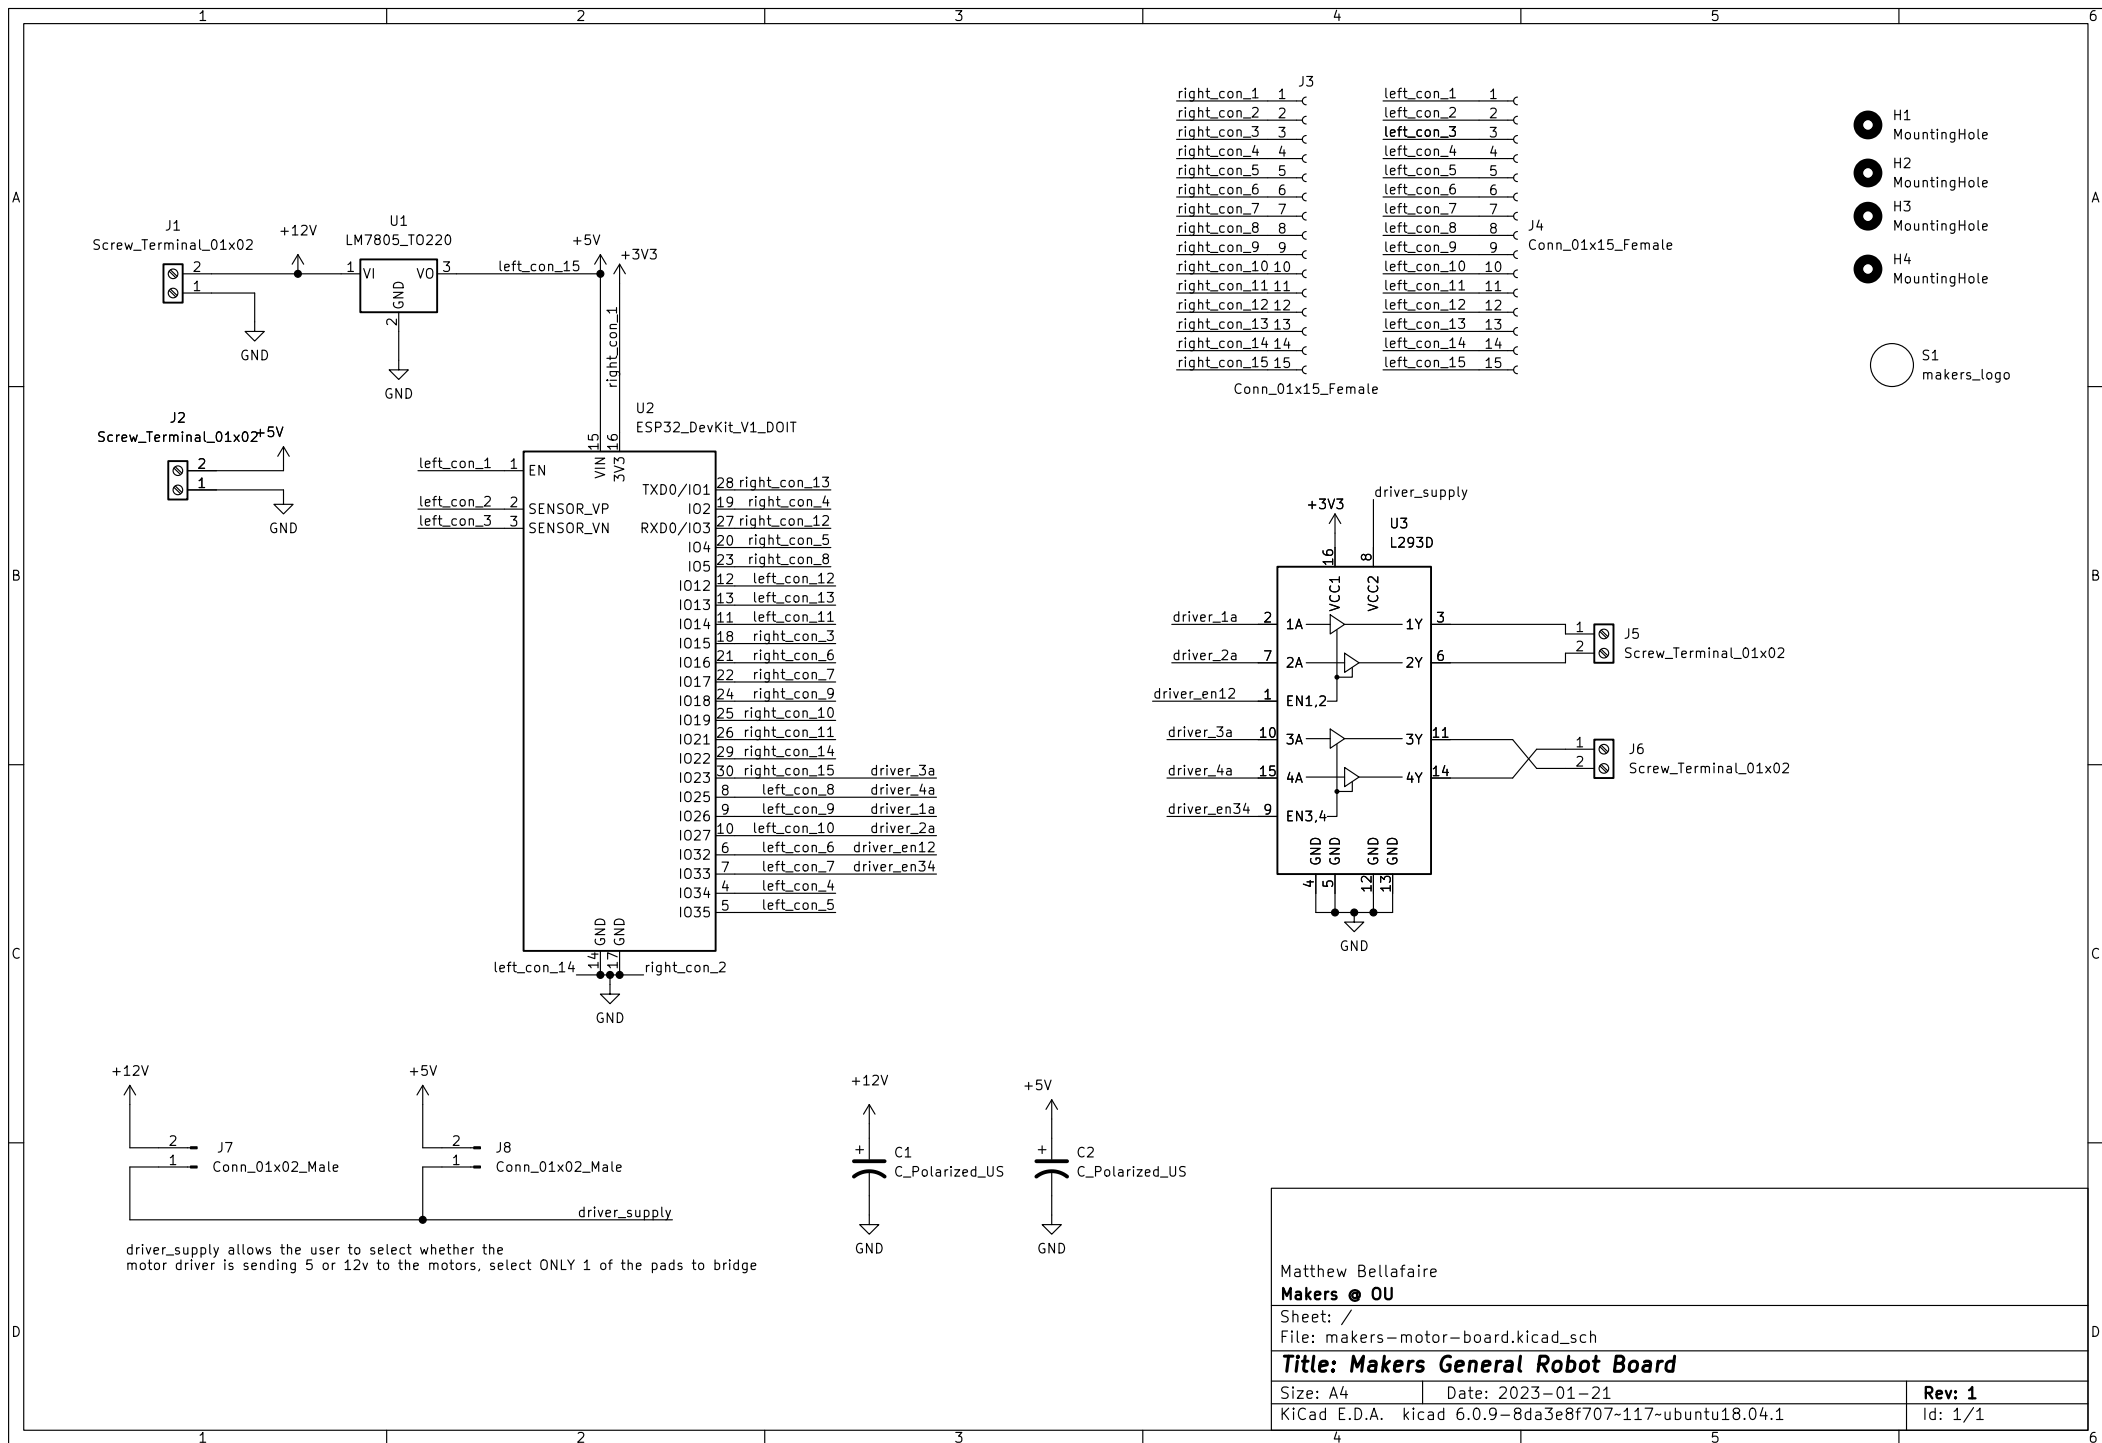 1 2 3 4 5 6
A
B
C
D
J1
Screw_Terminal_01x02
2
1
GND
+12V
U1
LM7805_TO220
1 VI VO 3
GND
2
GND
left_con_15
+5V
+3V3
right_con_1
J2
Screw_Terminal_01x02
+5V
2
1
GND
U2
ESP32_DevKit_V1_DOIT
15 16
VIN 3V3
left_con_1 1 EN
left_con_2 2 SENSOR_VP
left_con_3 3 SENSOR_VN
TXD0/IO1 28 right_con_13
IO2 19 right_con_4
RXD0/IO3 27 right_con_12
IO4 20 right_con_5
IO5 23 right_con_8
IO12 12 left_con_12
IO13 13 left_con_13
IO14 11 left_con_11
IO15 18 right_con_3
IO16 21 right_con_6
IO17 22 right_con_7
IO18 24 right_con_9
IO19 25 right_con_10
IO21 26 right_con_11
IO22 29 right_con_14
IO23 30 right_con_15 driver_3a
IO25 8 left_con_8 driver_4a
IO26 9 left_con_9 driver_1a
IO27 10 left_con_10 driver_2a
IO32 6 left_con_6 driver_en12
IO33 7 left_con_7 driver_en34
IO34 4 left_con_4
IO35 5 left_con_5
GND GND
14 17
left_con_14 right_con_2
GND
J3
right_con_1 1
right_con_2 2
right_con_3 3
right_con_4 4
right_con_5 5
right_con_6 6
right_con_7 7
right_con_8 8
right_con_9 9
right_con_10 10
right_con_11 11
right_con_12 12
right_con_13 13
right_con_14 14
right_con_15 15
Conn_01x15_Female
left_con_1 1
left_con_2 2
left_con_3 3
left_con_4 4
left_con_5 5
left_con_6 6
left_con_7 7
left_con_8 8
left_con_9 9
left_con_10 10
left_con_11 11
left_con_12 12
left_con_13 13
left_con_14 14
left_con_15 15
J4
Conn_01x15_Female
H1
MountingHole
H2
MountingHole
H3
MountingHole
H4
MountingHole
S1
makers_logo
driver_supply
+3V3
U3
L293D
16 8
VCC1 VCC2
driver_1a 2 1A 1Y 3
driver_2a 7 2A 2Y 6
driver_en12 1 EN1,2
driver_3a 10 3A 3Y 11
driver_4a 15 4A 4Y 14
driver_en34 9 EN3,4
GND GND GND GND
4 5 12 13
GND
1
2
J5
Screw_Terminal_01x02
1
2
J6
Screw_Terminal_01x02
+12V
2
1
J7
Conn_01x02_Male
+5V
2
1
J8
Conn_01x02_Male
driver_supply
driver_supply allows the user to select whether the
motor driver is sending 5 or 12v to the motors, select ONLY 1 of the pads to bridge
+12V
+
C1
C_Polarized_US
GND
+5V
+
C2
C_Polarized_US
GND
Matthew Bellafaire
Makers @ OU
Sheet: /
File: makers-motor-board.kicad_sch
Title: Makers General Robot Board
Size: A4 Date: 2023-01-21 Rev: 1
KiCad E.D.A. kicad 6.0.9-8da3e8f707~117~ubuntu18.04.1 Id: 1/1
A
B
C
D
1 2 3 4 5 6